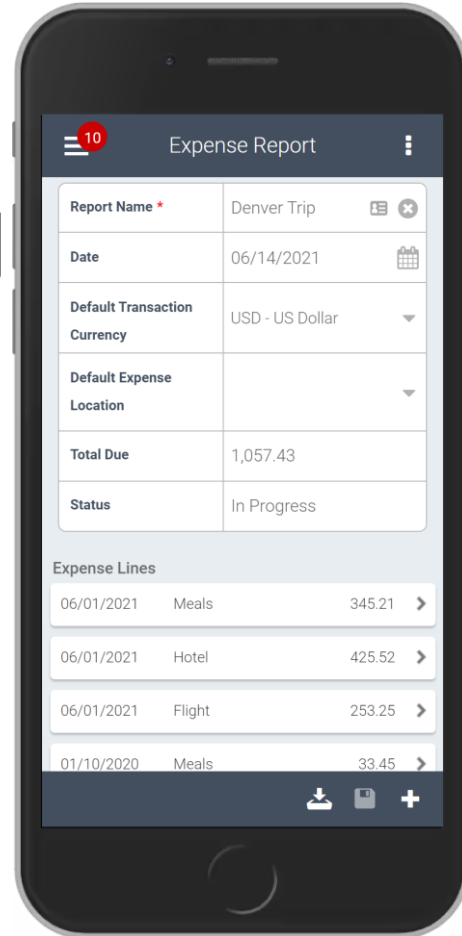 10
Expense Report
Report Name * Denver Trip
Date 06/14/2021
Default Transaction
Currency
USD - US Dollar
Default Expense
Location
Total Due 1,057.43
Status In Progress
Expense Lines
06/01/2021 Meals 345.21
06/01/2021 Hotel 425.52
06/01/2021 Flight 253.25
01/10/2020 Meals 33.45